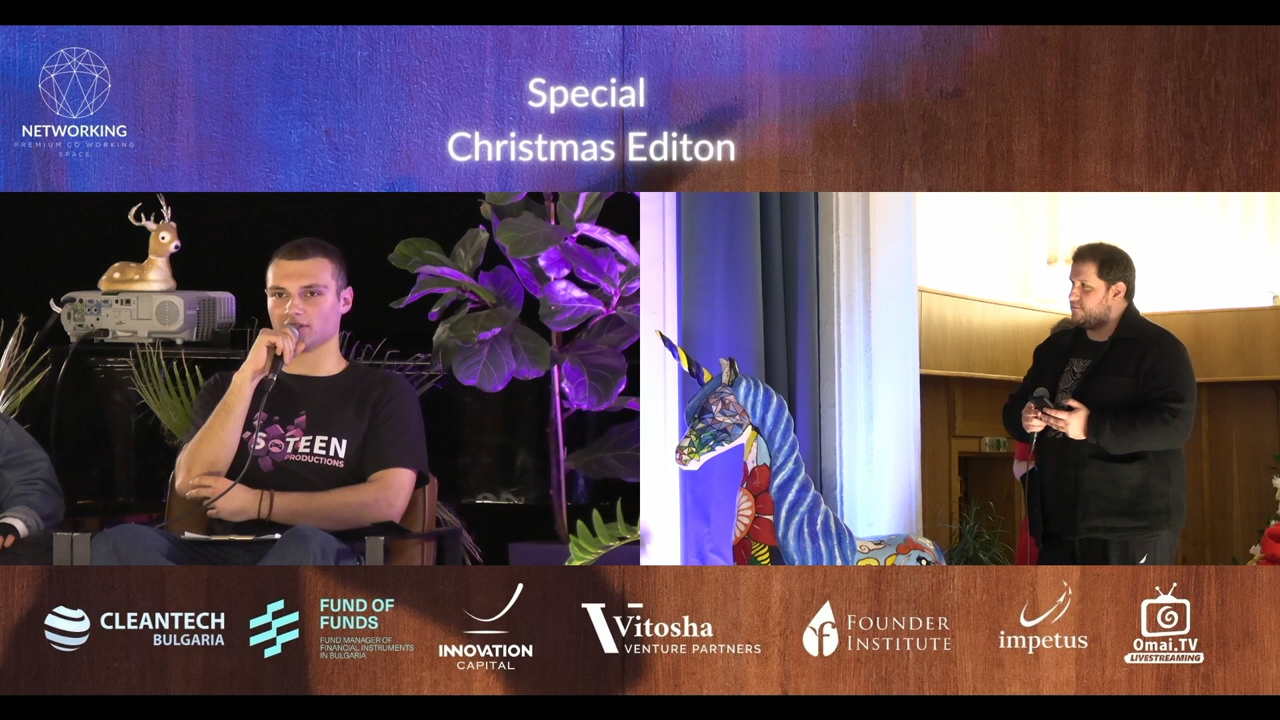 Special
Christmas Editon
NETWORKING
PREMIUM CO WORKING
SPACE
S TEEN
PRODUCTIONS
CLEANTECH
BULGARIA
FUND OF
FUNDS
FUND MANAGER OF
FINANCIAL INSTRUMENTS
IN BULGARIA
INNOVATION
CAPITAL
Vitosha
VENTURE PARTNERS
f
FOUNDER
INSTITUTE
impetus
Omai.TV
LIVESTREAMING